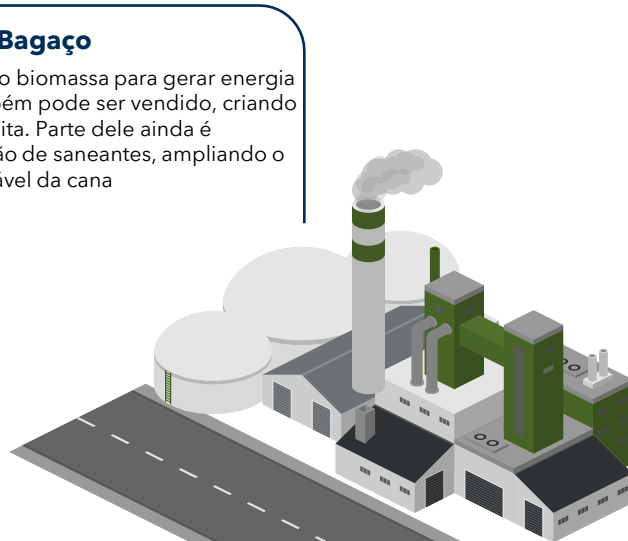 Bagaço
o biomassa para gerar energia
bém pode ser vendido, criando
ita. Parte dele ainda é
ão de saneantes, ampliando o
ável da cana